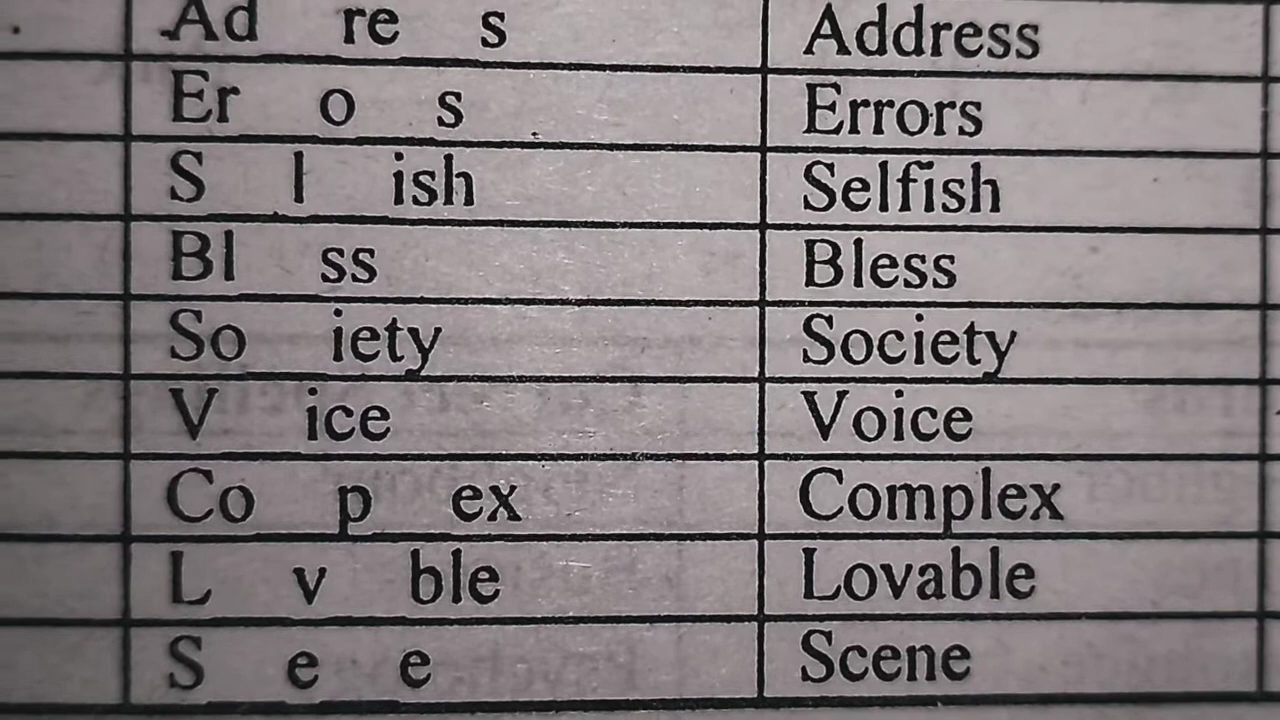 Ad re s Address
Er o s Errors
S l ish Selfish
Bl ss Bless
So iety Society
V ice Voice
Co p ex Complex
L v ble Lovable
S e e Scene